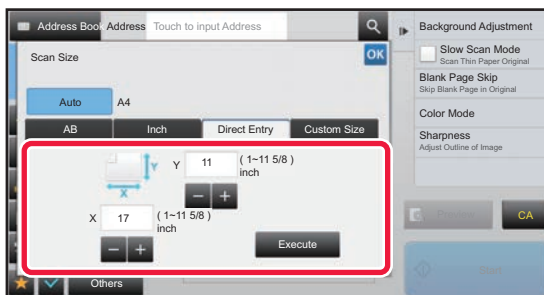 Address Book Address Touch to input Address
Scan Size
OK
Auto A4
AB Inch Direct Entry Custom Size
Y
X
Y 11 ( 1~11 5/8 )
inch
X 17 ( 1~11 5/8 )
inch
Execute
Others
Background Adjustment
Slow Scan Mode
Scan Thin Paper Original
Blank Page Skip
Skip Blank Page in Original
Color Mode
Sharpness
Adjust Outline of Image
Preview CA
Start